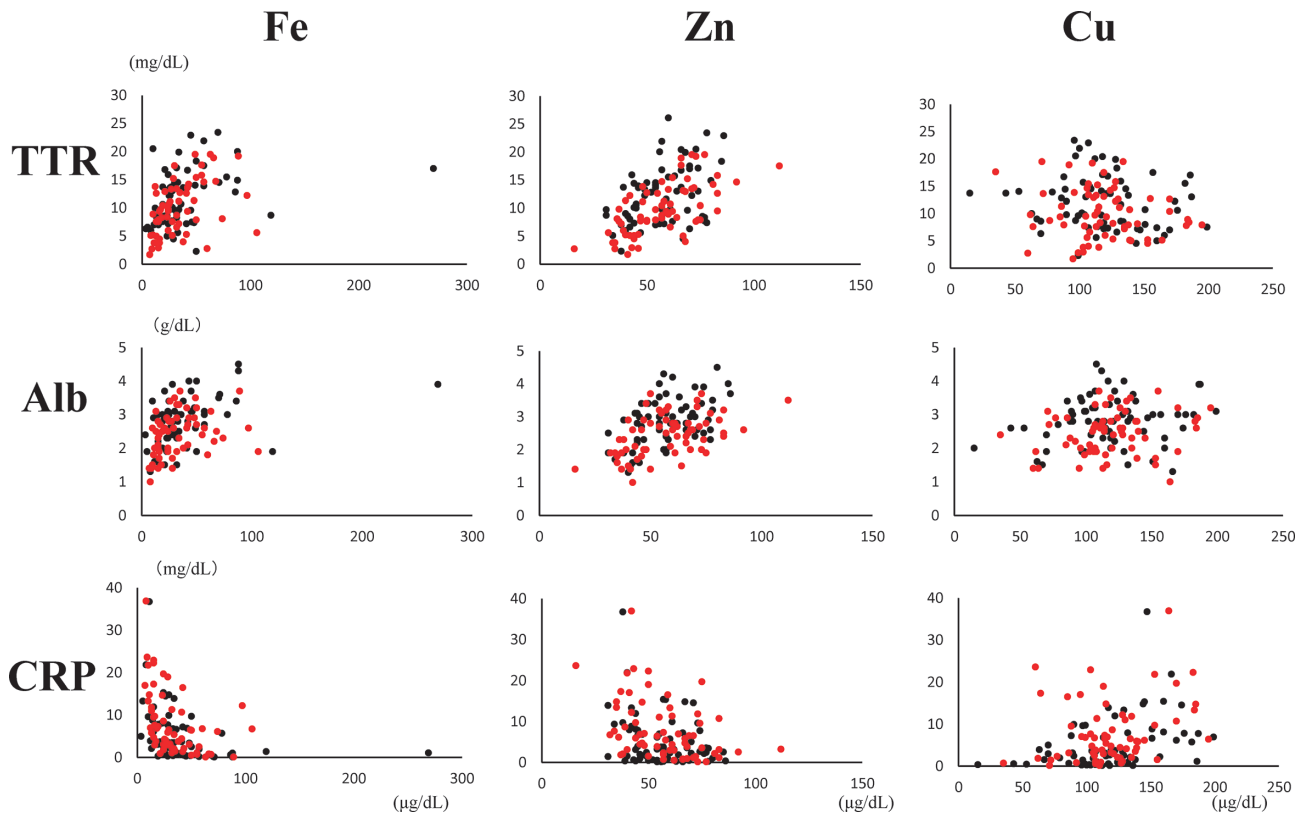 Fe Zn Cu
(mg/dL)
TTR
30 25 20 15 10 5 0
0 100 200 300
30 25 20 15 10 5 0
0 50 100 150
30 25 20 15 10 5 0
0 50 100 150 200 250
(g/dL)
Alb
5 4 3 2 1 0
0 100 200 300
5 4 3 2 1 0
0 50 100 150
5 4 3 2 1 0
0 50 100 150 200 250
(mg/dL)
CRP
40 30 20 10 0
0 100 200 300
(μg/dL)
40 30 20 10 0
0 50 100 150
(μg/dL)
40 30 20 10 0
0 50 100 150 200 250
(μg/dL)